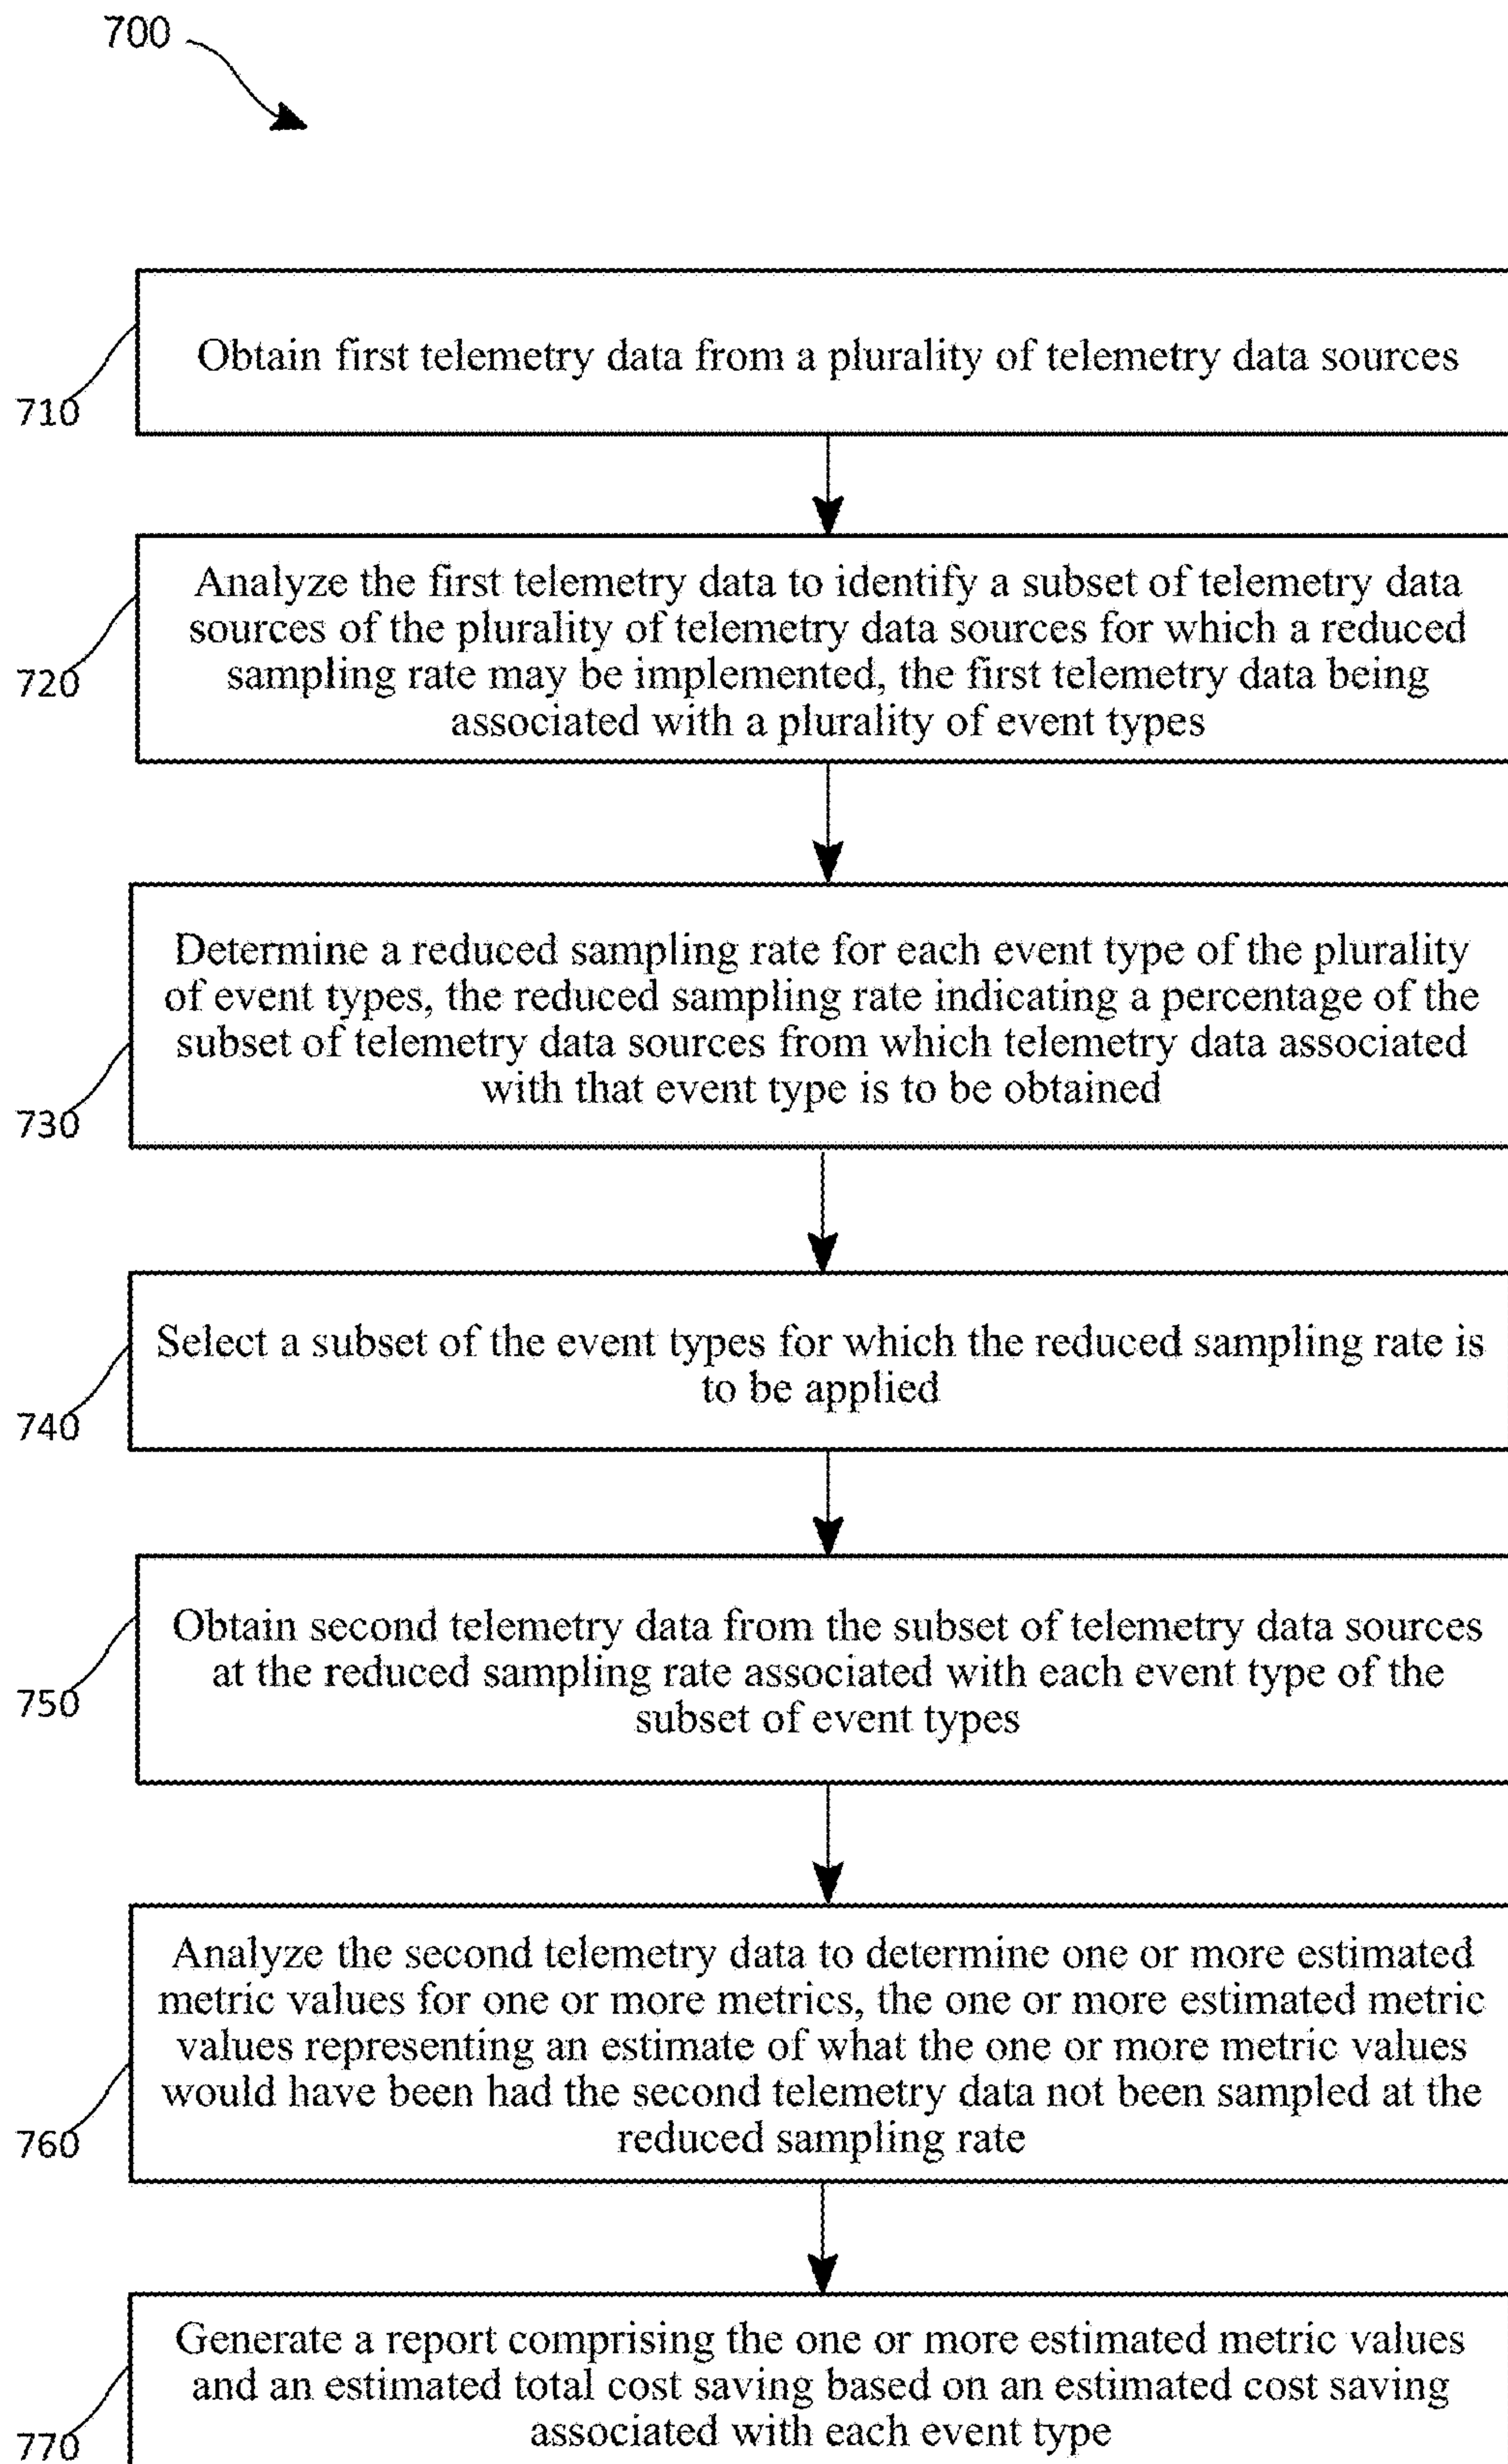 700
Obtain first telemetry data from a plurality of telemetry data sources
710
Analyze the first telemetry data to identify a subset of telemetry data
sources of the plurality of telemetry data sources for which a reduced
sampling rate may be implemented, the first telemetry data being
associated with a plurality of event types
720
Determine a reduced sampling rate for each event type of the plurality
of event types, the reduced sampling rate indicating a percentage of the
subset of telemetry data sources from which telemetry data associated
with that event type is to be obtained
730
Select a subset of the event types for which the reduced sampling rate is
to be applied
740
Obtain second telemetry data from the subset of telemetry data sources
at the reduced sampling rate associated with each event type of the
subset of event types
750
Analyze the second telemetry data to determine one or more estimated
metric values for one or more metrics, the one or more estimated metric
values representing an estimate of what the one or more metric values
would have been had the second telemetry data not been sampled at the
reduced sampling rate
760
Generate a report comprising the one or more estimated metric values
and an estimated total cost saving based on an estimated cost saving
associated with each event type
770